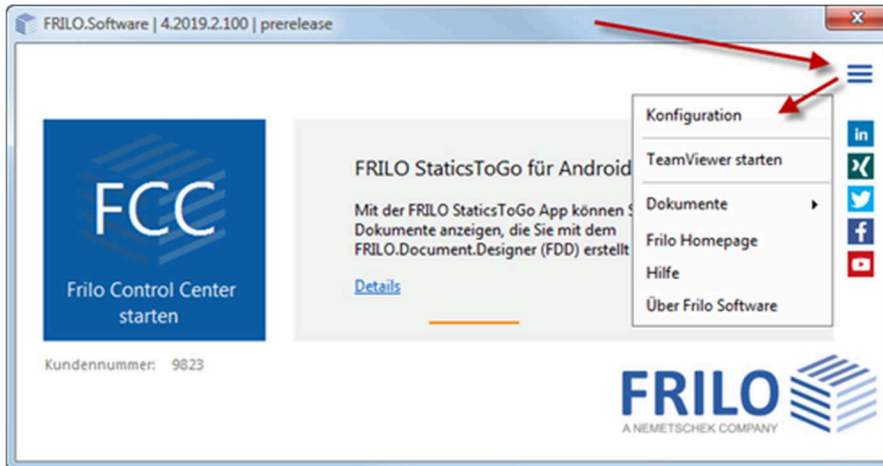 FRILO.Software | 4.2019.2.100 | prerelease
FCC
Frilo Control Center
starten
Kundennummer: 9823
FRILO StaticsToGo für Android
Mit der FRILO StaticsToGo App können S
Dokumente anzeigen, die Sie mit dem
FRILO.Document.Designer (FDD) erstellt
Details
Konfiguration
TeamViewer starten
Dokumente
Frilo Homepage
Hilfe
Über Frilo Software
in
FRILO
A NEMETSCHEK COMPANY